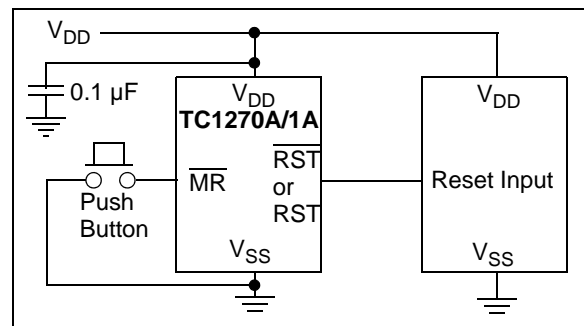 VDD
0.1 µF
VDD
TC1270A/1A
RST
or
RST
MR
Push
Button
VSS
VDD
Reset Input
VSS